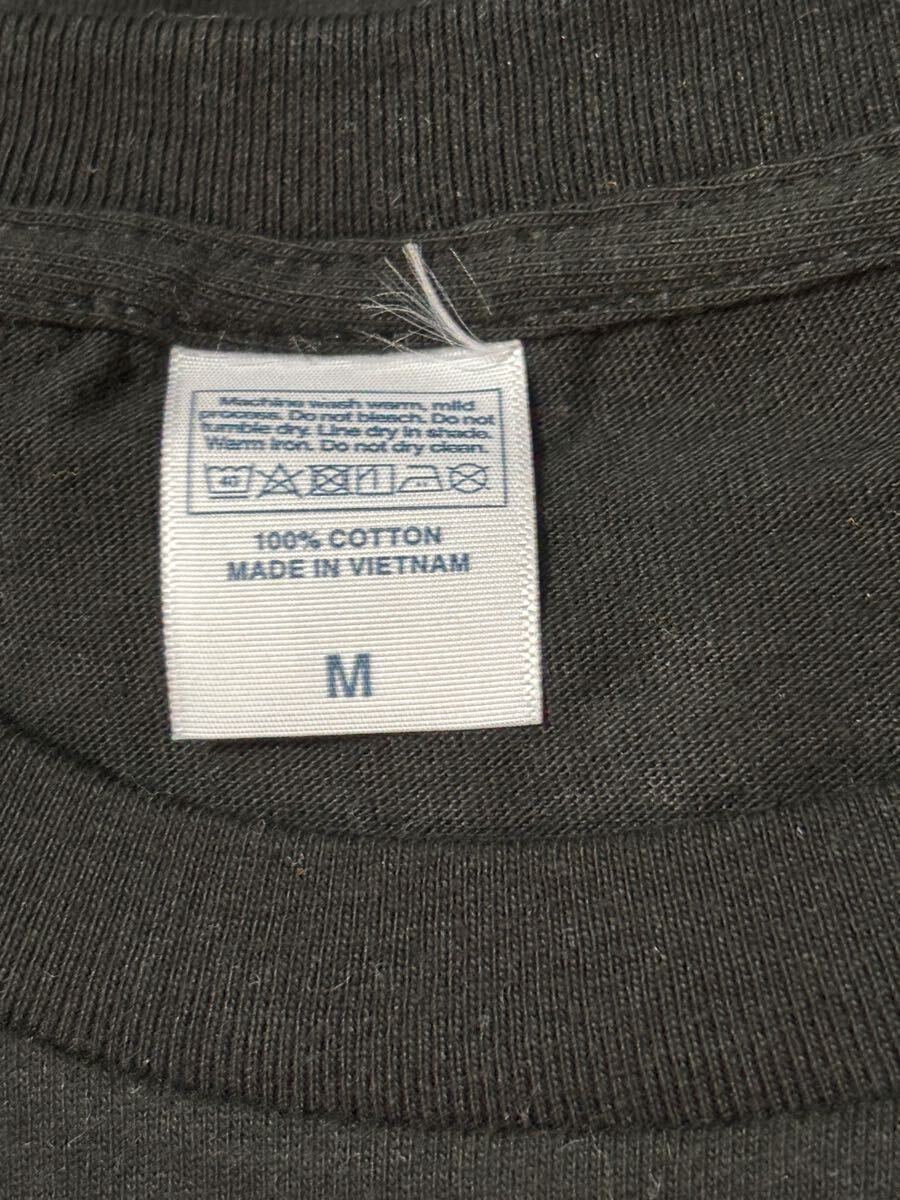 Machine wash warm, mild
process. Do not bleach. Do not
tumble dry. Line dry in shade.
Warm iron. Do not dry clean.
40
100% COTTON
MADE IN VIETNAM
M